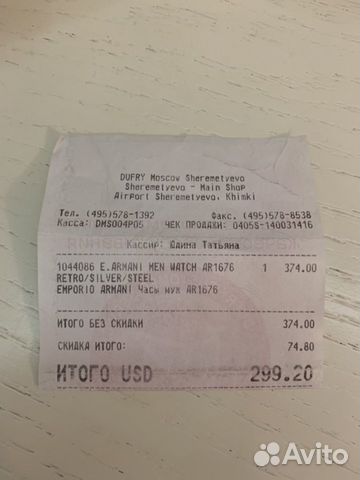 DUFRY Moscow Sheremetyevo
Sheremetyevo - Main Shop
Airport Sheremetyevo, Khimki
Тел. (495)578-1392 Факс. (495)578-8538
Касса: DMS004P05 ЧЕК ПРОДАЖИ: 0405S-140031416
Кассир: Юдина Татьяна
1044086 E.ARMANI MEN WATCH AR1676 1 374.00
RETRO/SILVER/STEEL
EMPORIO ARMANI Часы муж AR1676
ИТОГО БЕЗ СКИДКИ 374.00
СКИДКА ИТОГО: 74.80
ИТОГО USD 299.20
Avito